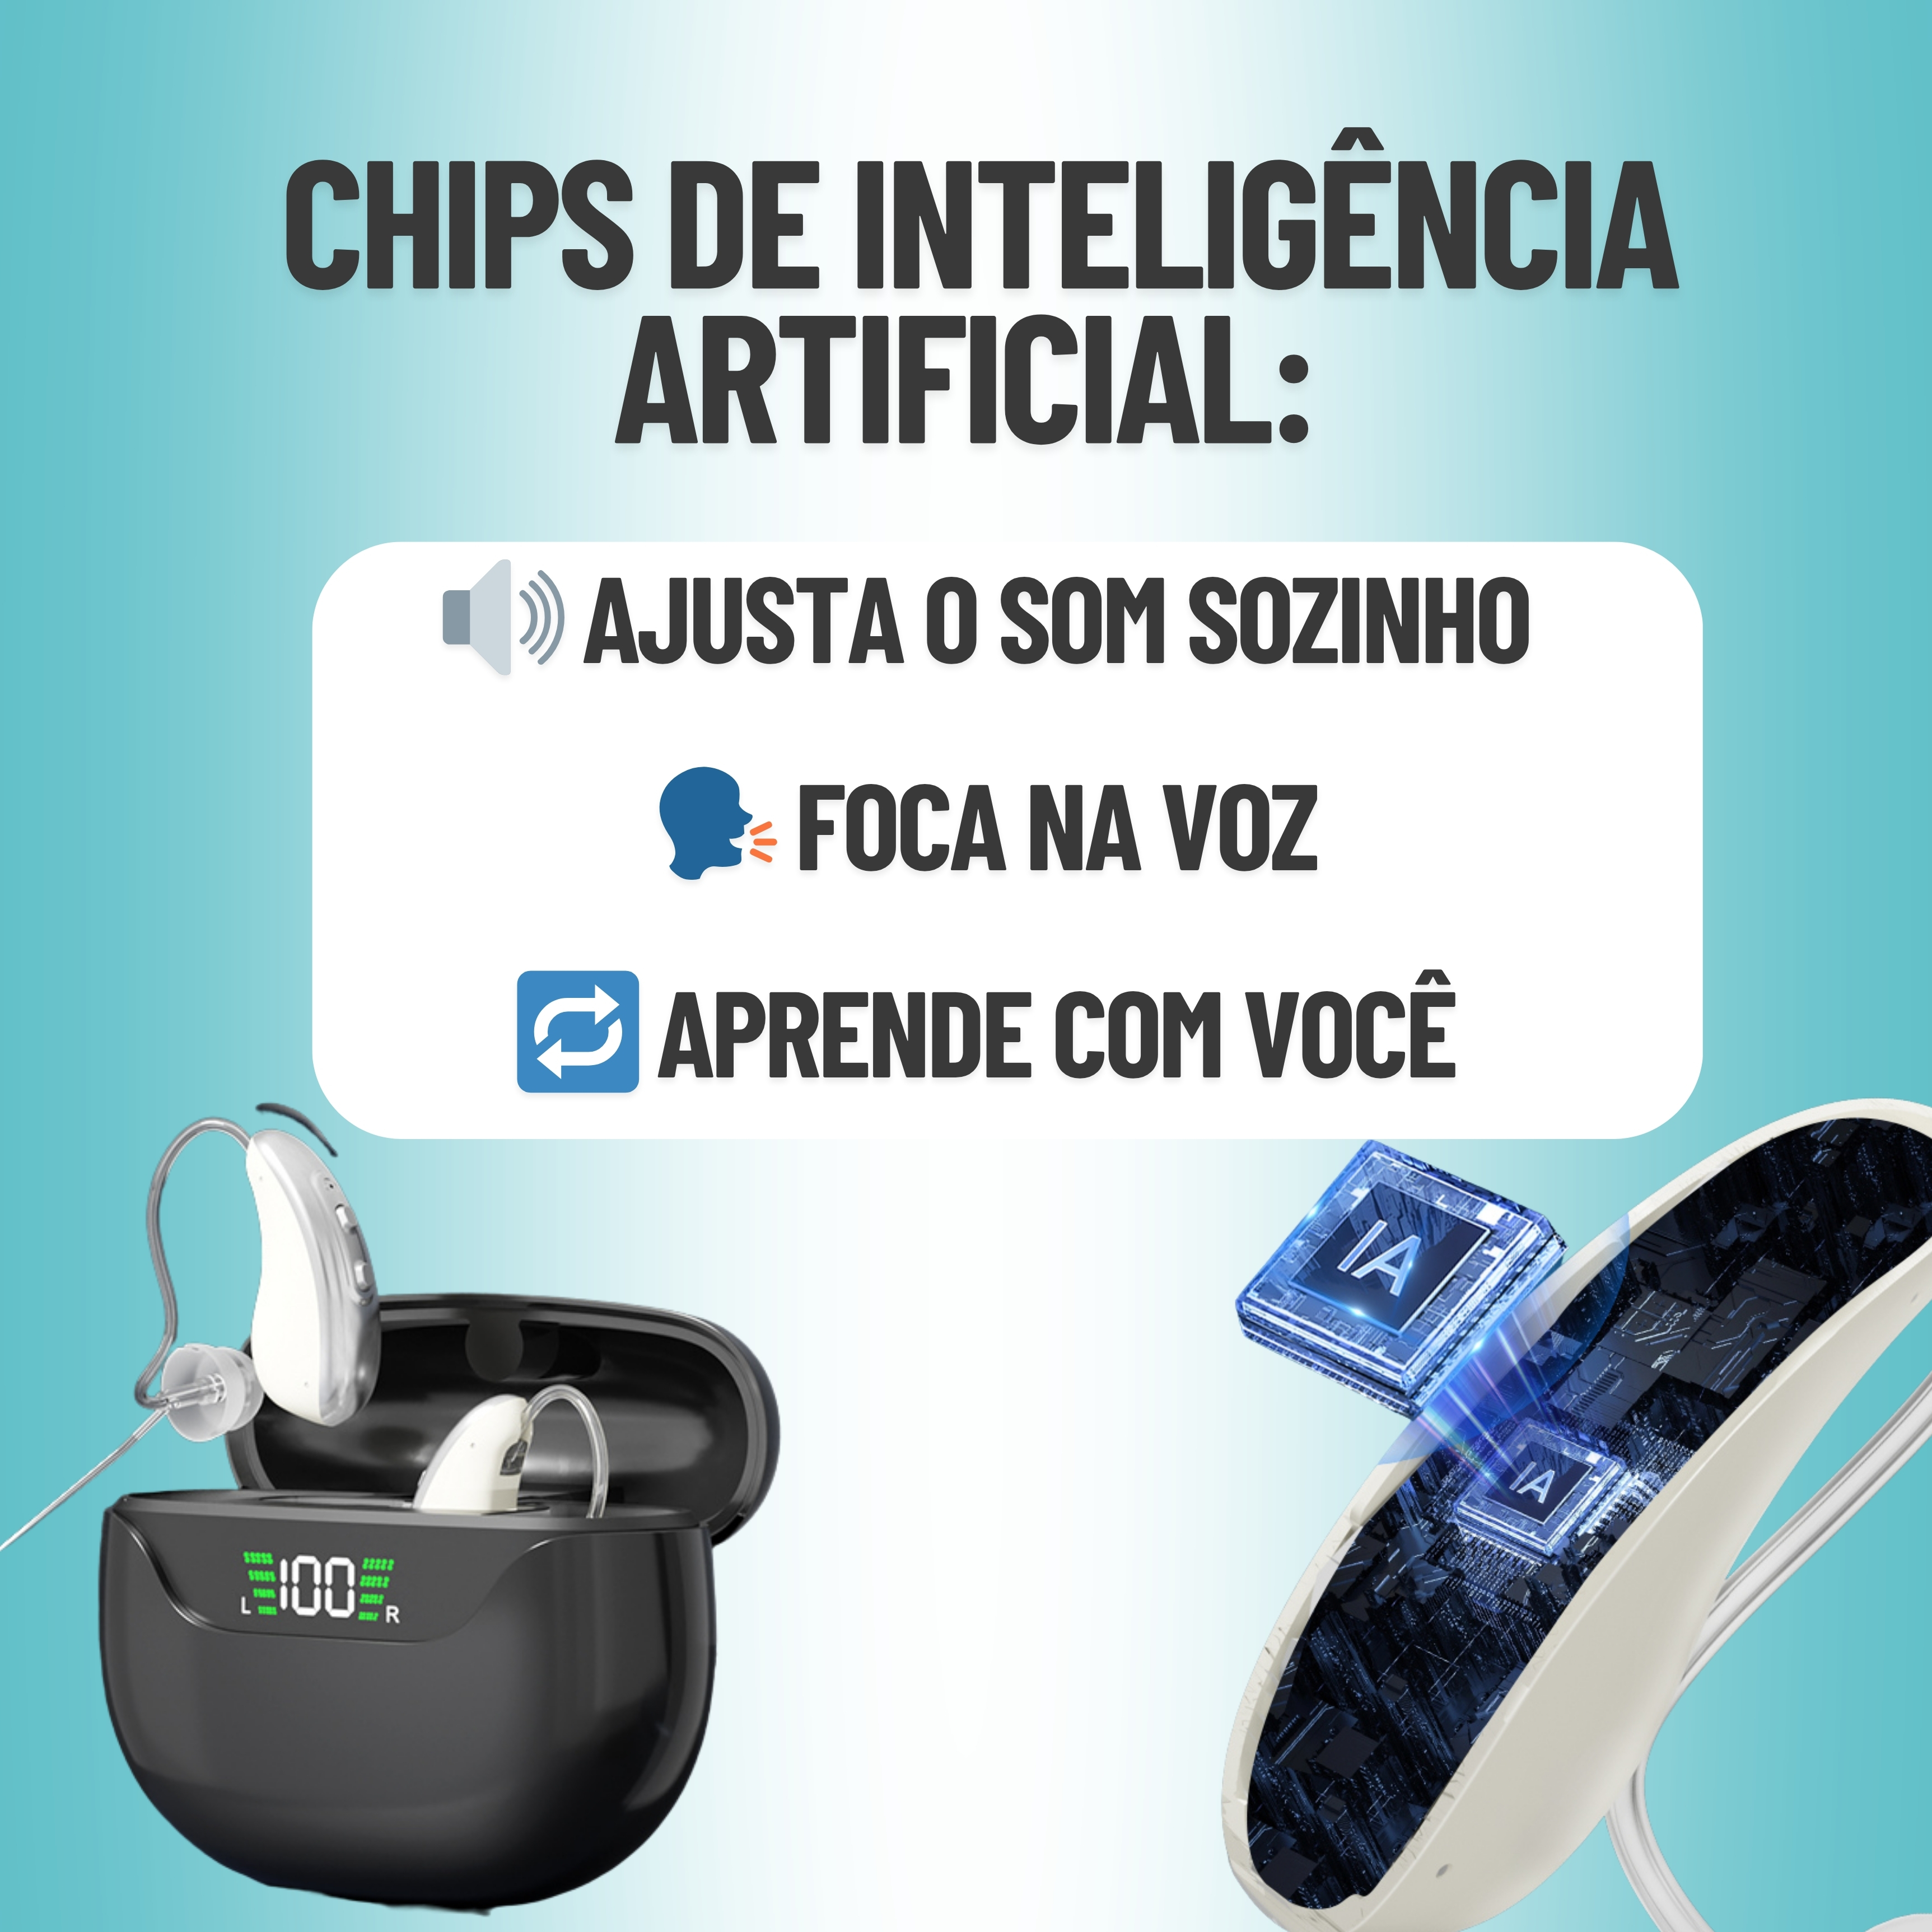 CHIPS DE INTELIGÊNCIA
ARTIFICIAL:
AJUSTA O SOM SOZINHO
FOCA NA VOZ
APRENDE COM VOCÊ
IA
IA
100
L R